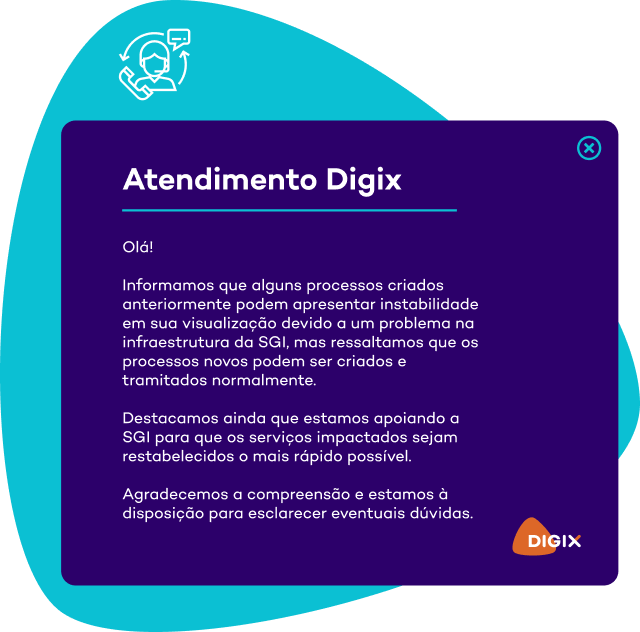 Atendimento Digix
Olá!
Informamos que alguns processos criados
anteriormente podem apresentar instabilidade
em sua visualização devido a um problema na
infraestrutura da SGI, mas ressaltamos que os
processos novos podem ser criados e
tramitados normalmente.
Destacamos ainda que estamos apoiando a
SGI para que os serviços impactados sejam
restabelecidos o mais rápido possível.
Agradecemos a compreensão e estamos à
disposição para esclarecer eventuais dúvidas.
DIGIX